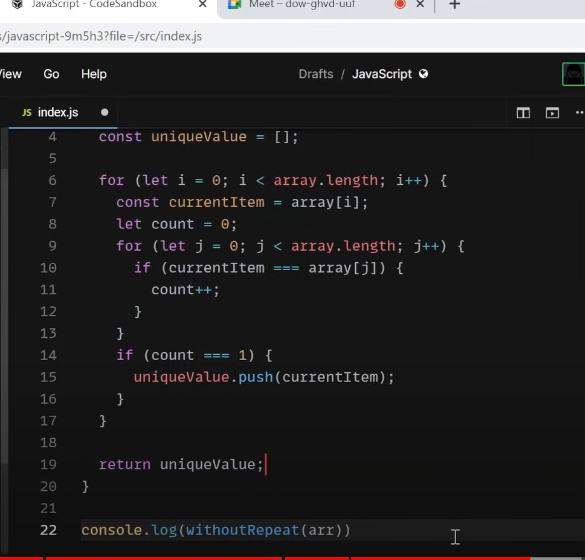 JavaScript - CodeSandbox
Meet – dow-ghvd-uuf
s/javascript-9m5h3?file=/src/index.js
View Go Help
Drafts / JavaScript
JS index.js
4 const uniqueValue = [];
5
6 for (let i = 0; i < array.length; i++) {
7 const currentItem = array[i];
8 let count = 0;
9 for (let j = 0; j < array.length; j++) {
10 if (currentItem === array[j]) {
11 count++;
12 }
13 }
14 if (count === 1) {
15 uniqueValue.push(currentItem);
16 }
17 }
18
19 return uniqueValue;
20 }
21
22 console.log(withoutRepeat(arr))